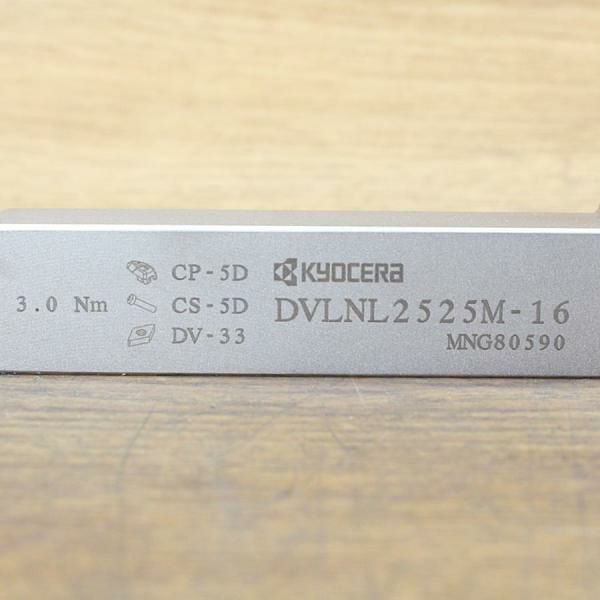 3.0 Nm
CP-5D
CS-5D
DV-33
KYOCERA
DVLNL2525M-16
MNG80590